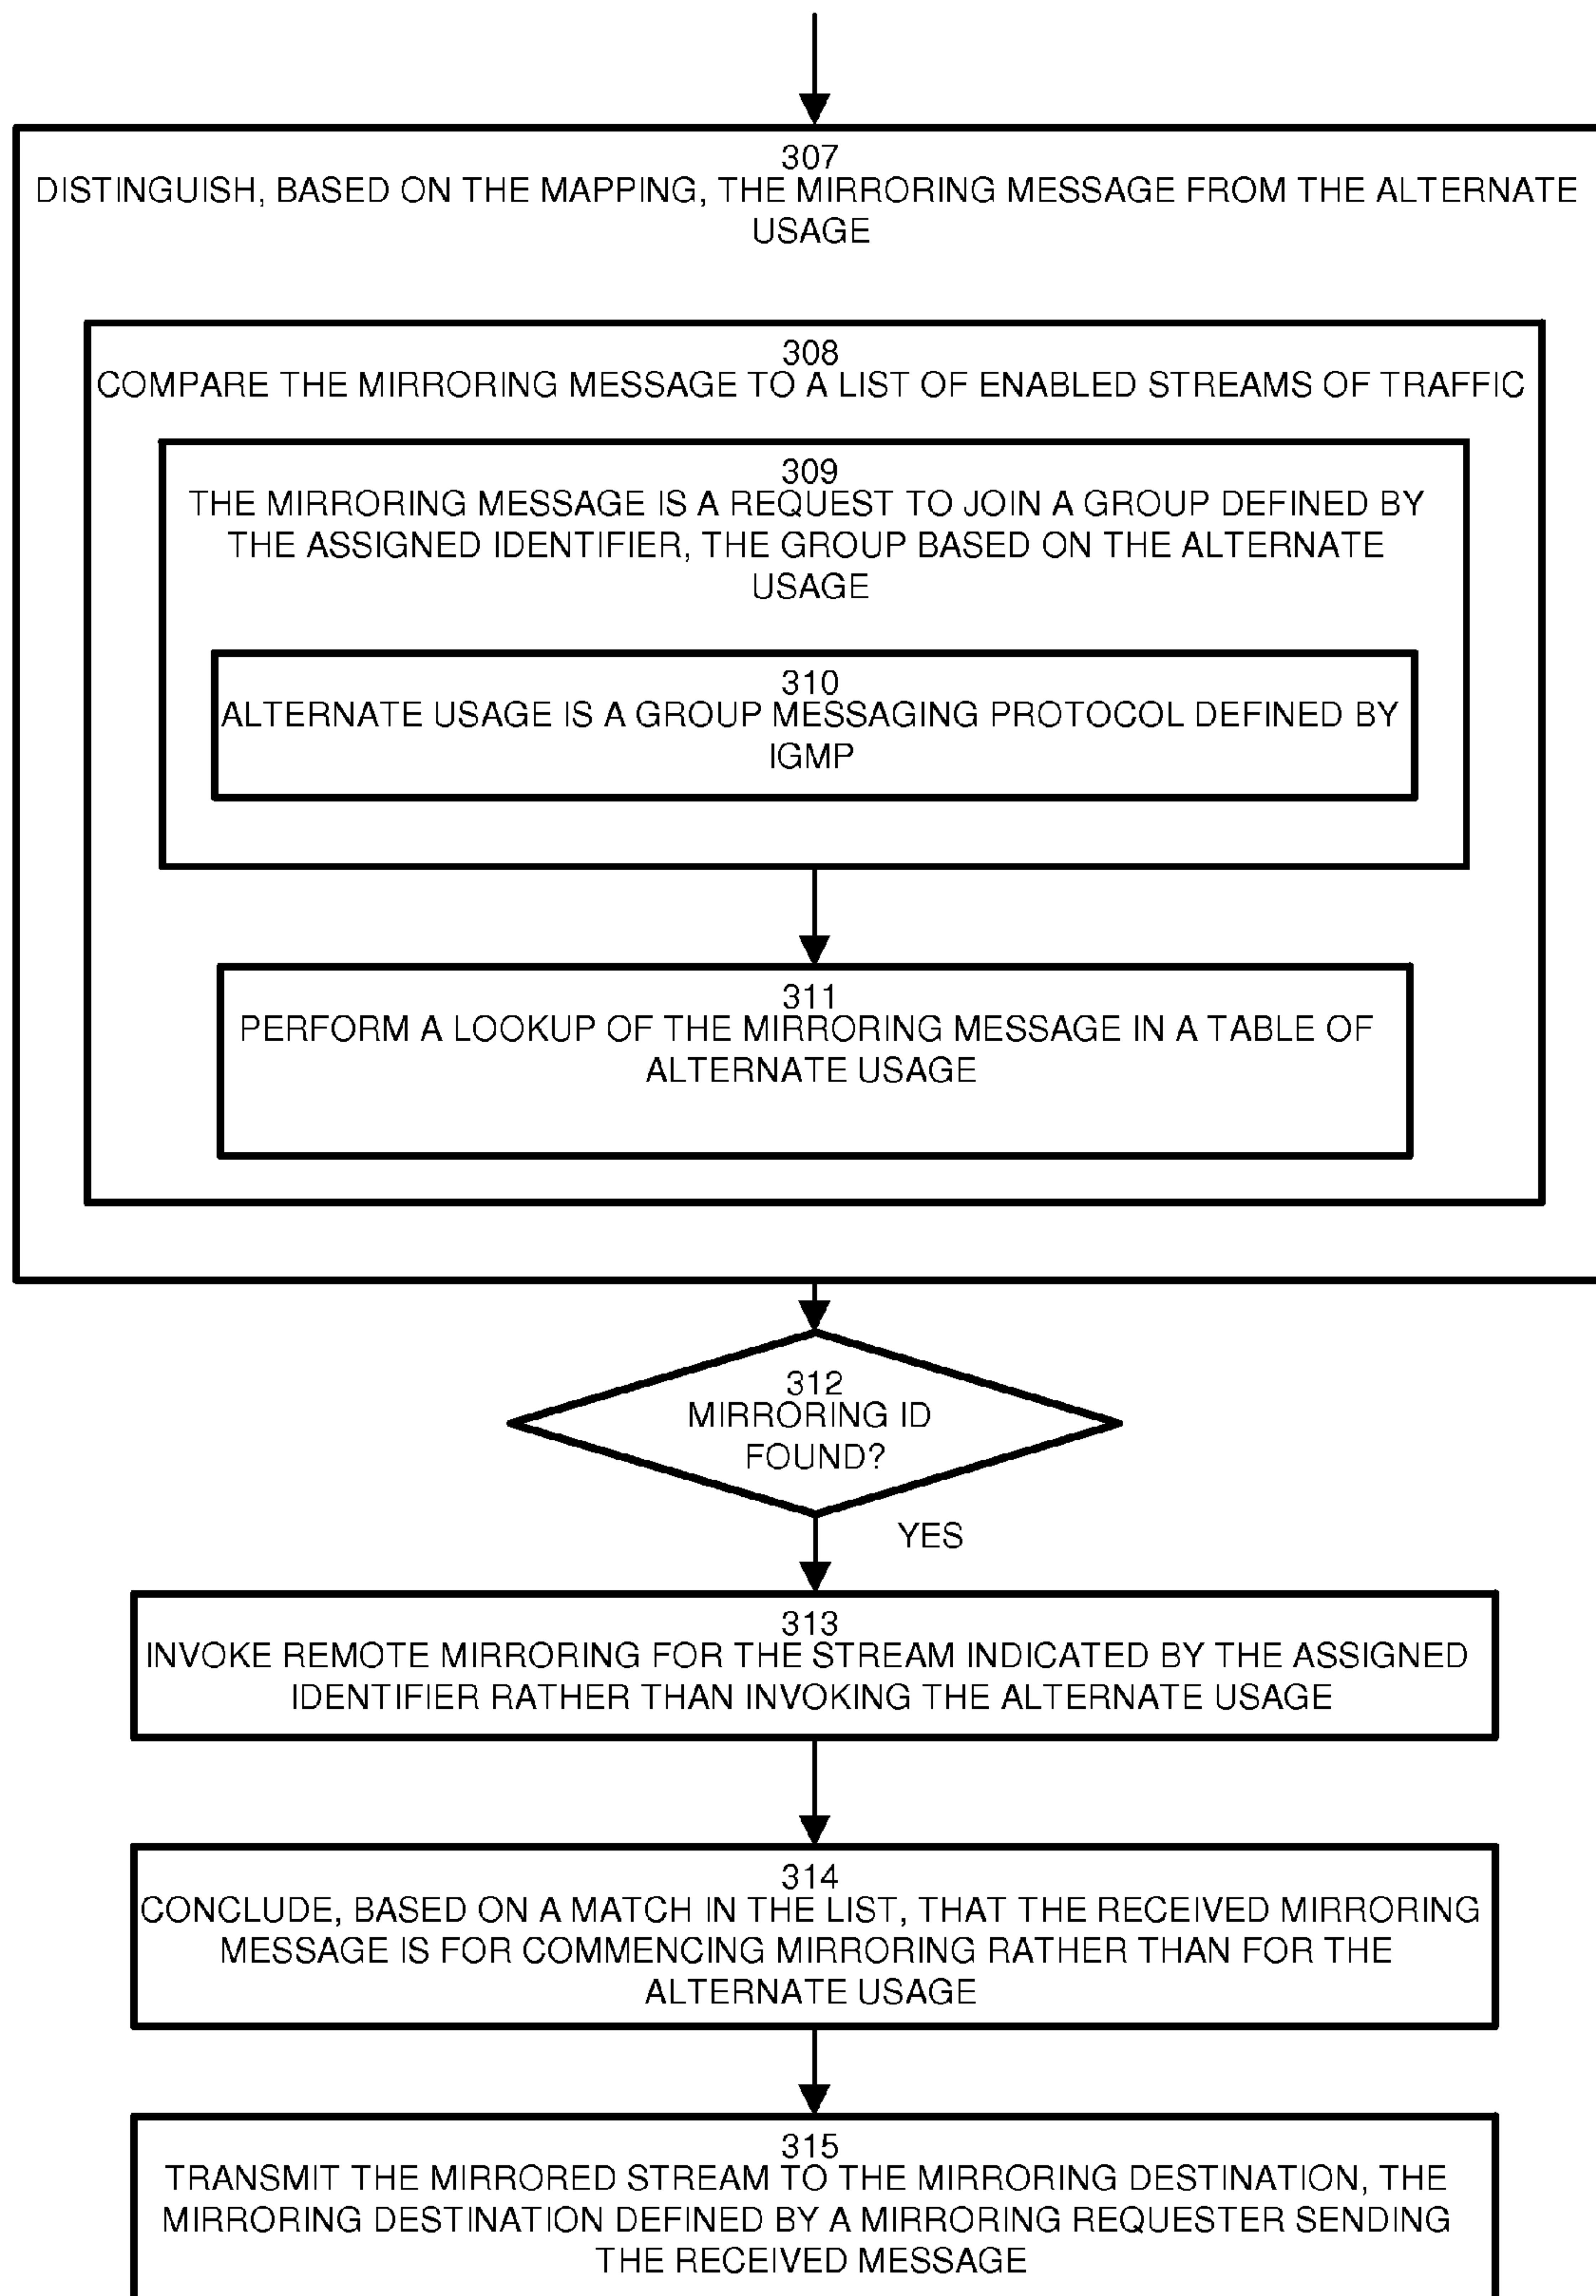 307
DISTINGUISH, BASED ON THE MAPPING, THE MIRRORING MESSAGE FROM THE ALTERNATE
USAGE
308
COMPARE THE MIRRORING MESSAGE TO A LIST OF ENABLED STREAMS OF TRAFFIC
309
THE MIRRORING MESSAGE IS A REQUEST TO JOIN A GROUP DEFINED BY
THE ASSIGNED IDENTIFIER, THE GROUP BASED ON THE ALTERNATE
USAGE
310
ALTERNATE USAGE IS A GROUP MESSAGING PROTOCOL DEFINED BY
IGMP
311
PERFORM A LOOKUP OF THE MIRRORING MESSAGE IN A TABLE OF
ALTERNATE USAGE
312
MIRRORING ID
FOUND?
YES
313
INVOKE REMOTE MIRRORING FOR THE STREAM INDICATED BY THE ASSIGNED
IDENTIFIER RATHER THAN INVOKING THE ALTERNATE USAGE
314
CONCLUDE, BASED ON A MATCH IN THE LIST, THAT THE RECEIVED MIRRORING
MESSAGE IS FOR COMMENCING MIRRORING RATHER THAN FOR THE
ALTERNATE USAGE
315
TRANSMIT THE MIRRORED STREAM TO THE MIRRORING DESTINATION, THE
MIRRORING DESTINATION DEFINED BY A MIRRORING REQUESTER SENDING
THE RECEIVED MESSAGE